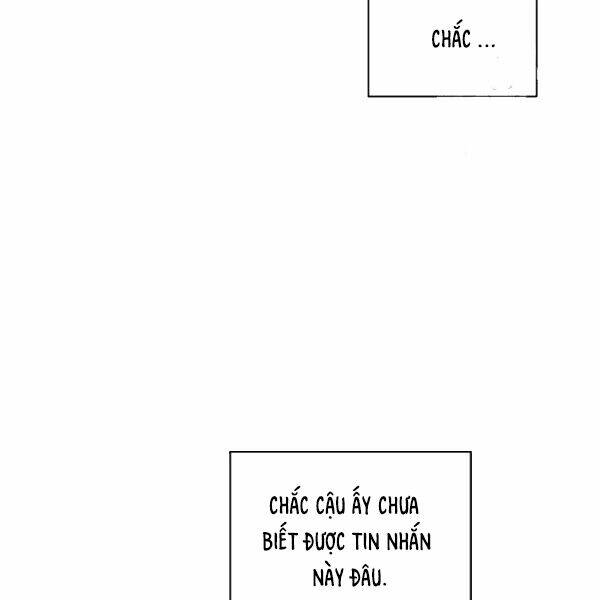 CHẮC ...
CHẮC CẬU ẤY CHƯA
BIẾT ĐƯỢC TIN NHẮN
NÀY ĐÂU.